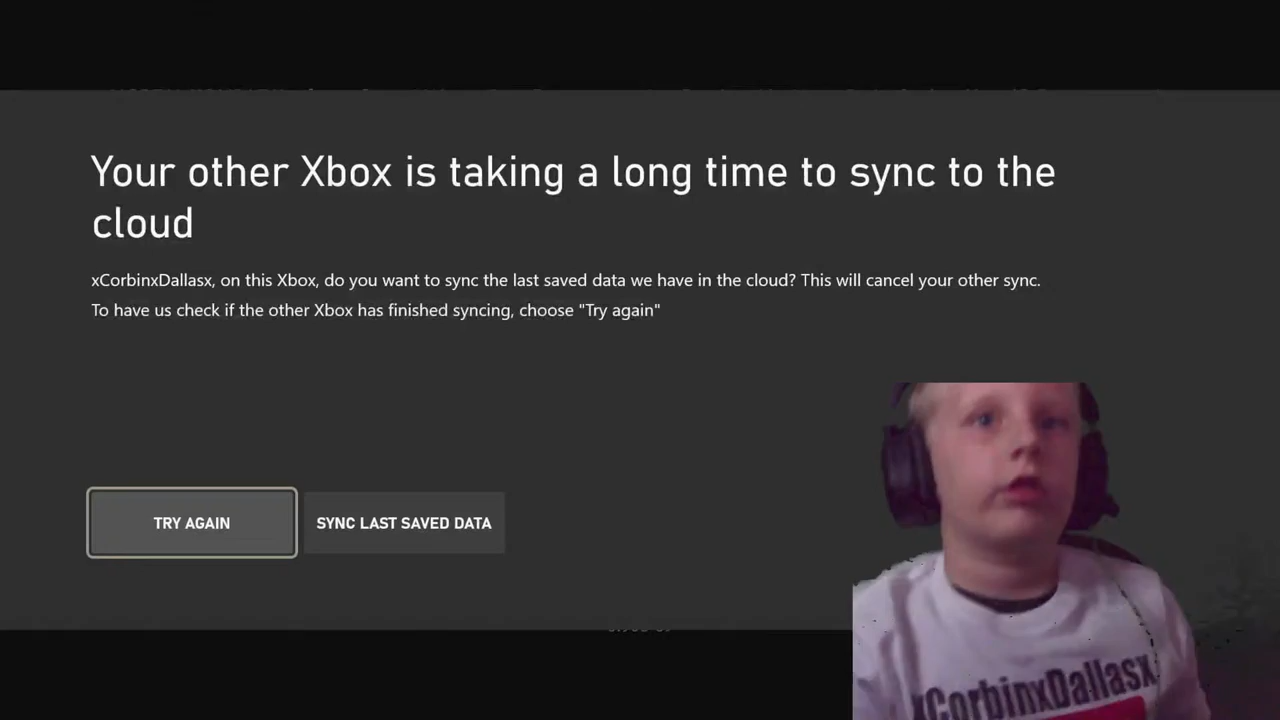 Your other Xbox is taking a long time to sync to the
cloud
xCorbinxDallasx, on this Xbox, do you want to sync the last saved data we have in the cloud? This will cancel your other sync.
To have us check if the other Xbox has finished syncing, choose "Try again"
TRY AGAIN
SYNC LAST SAVED DATA
xCorbinxDallasx